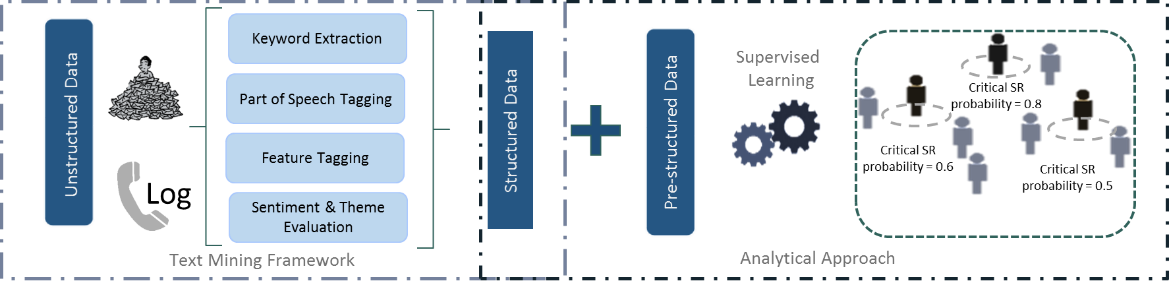 Unstructured Data
Log
Keyword Extraction
Part of Speech Tagging
Feature Tagging
Sentiment & Theme
Evaluation
Text Mining Framework
Structured Data
Pre-structured Data
Supervised
Learning
Critical SR
probability = 0.8
Critical SR
probability = 0.6
Critical SR
probability = 0.5
Analytical Approach